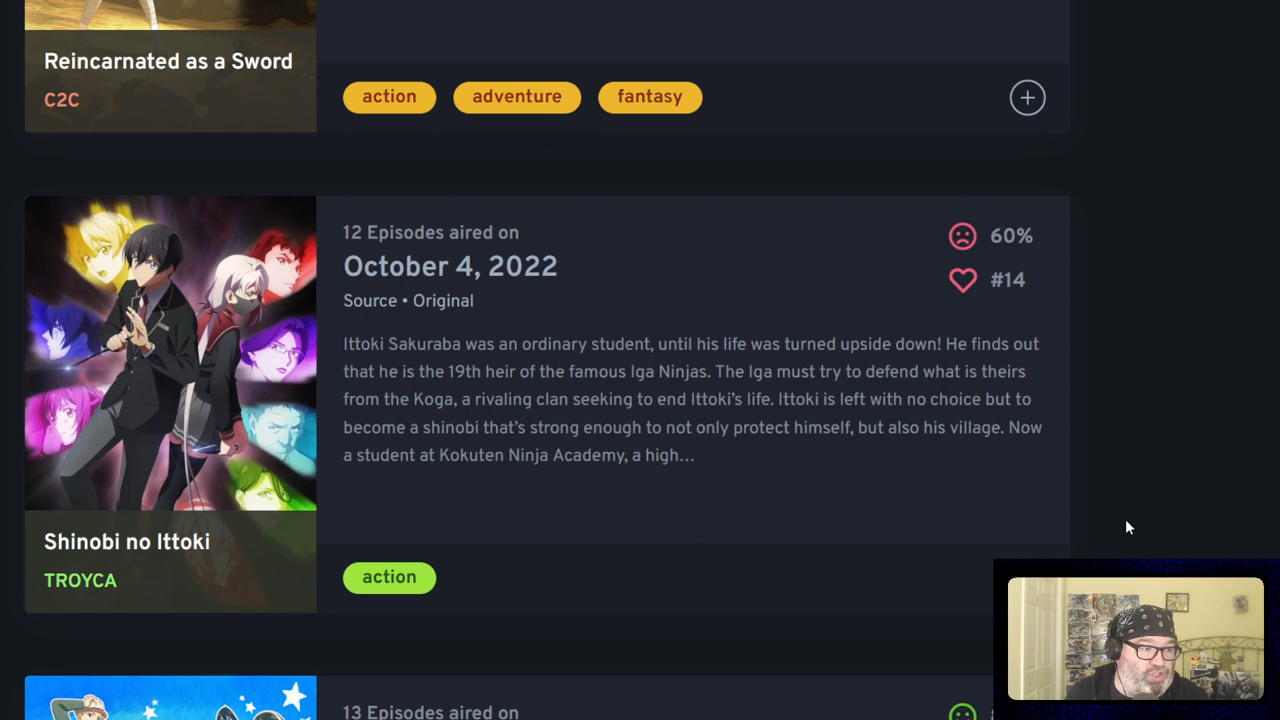 Reincarnated as a Sword
C2C
action
adventure
fantasy
12 Episodes aired on
October 4, 2022
Source • Original
60%
#14
Ittoki Sakuraba was an ordinary student, until his life was turned upside down! He finds out
that he is the 19th heir of the famous Iga Ninjas. The Iga must try to defend what is theirs
from the Koga, a rivaling clan seeking to end Ittoki’s life. Ittoki is left with no choice but to
become a shinobi that’s strong enough to not only protect himself, but also his village. Now
a student at Kokuten Ninja Academy, a high…
Shinobi no Ittoki
TROYCA
action
13 Episodes aired on